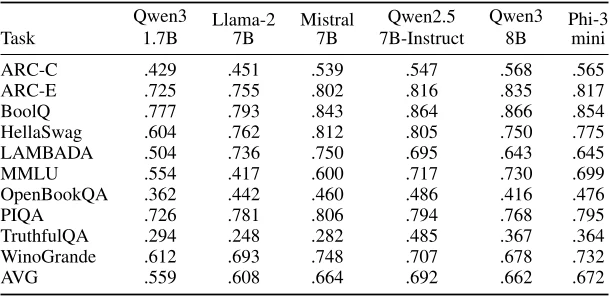 Task Qwen3 1.7B Llama-2 7B Mistral 7B Qwen2.5 7B-Instruct Qwen3 8B Phi-3 mini
ARC-C .429 .451 .539 .547 .568 .565
ARC-E .725 .755 .802 .816 .835 .817
BoolQ .777 .793 .843 .864 .866 .854
HellaSwag .604 .762 .812 .805 .750 .775
LAMBADA .504 .736 .750 .695 .643 .645
MMLU .554 .417 .600 .717 .730 .699
OpenBookQA .362 .442 .460 .486 .416 .476
PIQA .726 .781 .806 .794 .768 .795
TruthfulQA .294 .248 .282 .485 .367 .364
WinoGrande .612 .693 .748 .707 .678 .732
AVG .559 .608 .664 .692 .662 .672